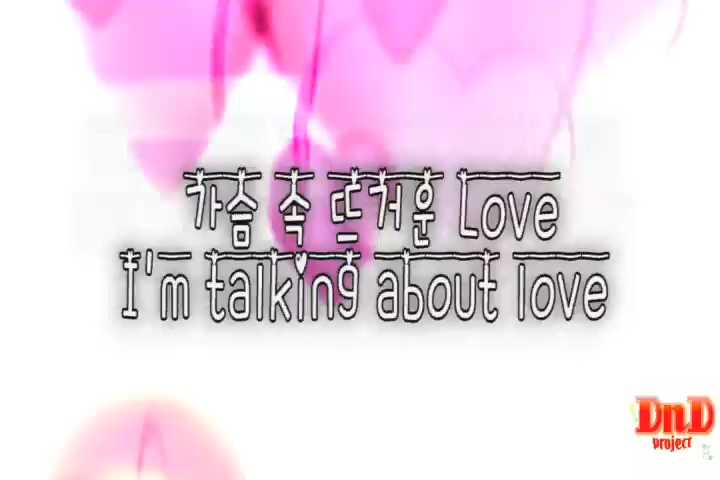 가슴 속 뜨거운 Love
I'm talking about love
DnD
project